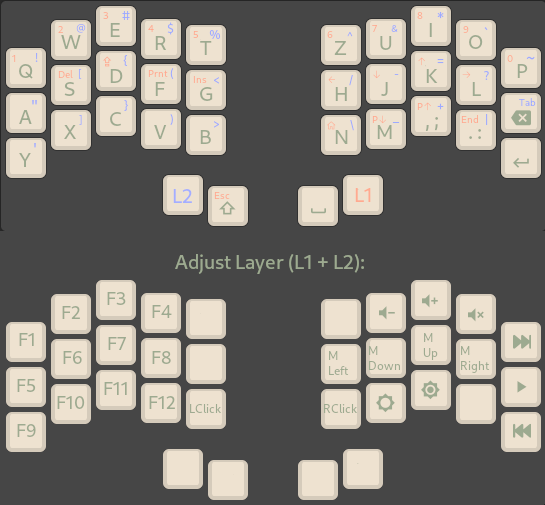 1 ! Q
2 @ W
3 # E
4 $ R
5 % T
6 ^ Z
7 & U
8 * I
9 ` O
0 ~ P
" A
Del [ S
{ D
Prnt ( F
Ins < G
← / H
↓ - J
↑ = K
→ ? L
Tab
' Y
] X
} C
) V
> B
\ N
P↓ _ M
P↑ + ,;
End | .:
L2
Esc
L1
Adjust Layer (L1 + L2):
F1
F2
F3
F4
F5
F6
F7
F8
M
Left
M
Down
M
Up
M
Right
F9
F10
F11
F12
LClick
RClick